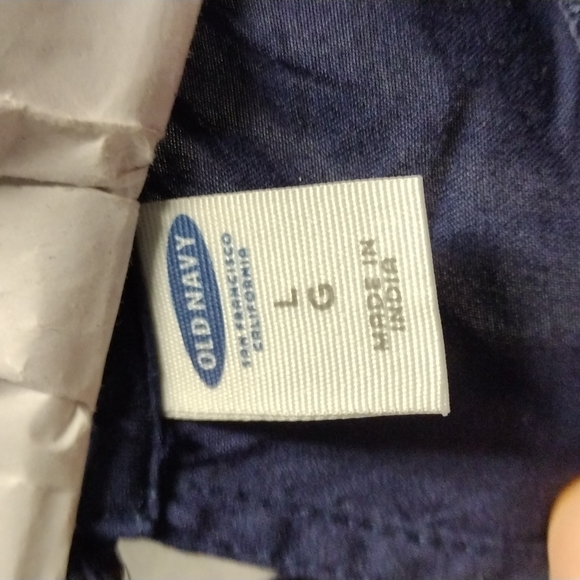 OLD NAVY
SAN FRANCISCO
CALIFORNIA
L
G
MADE IN
INDIA